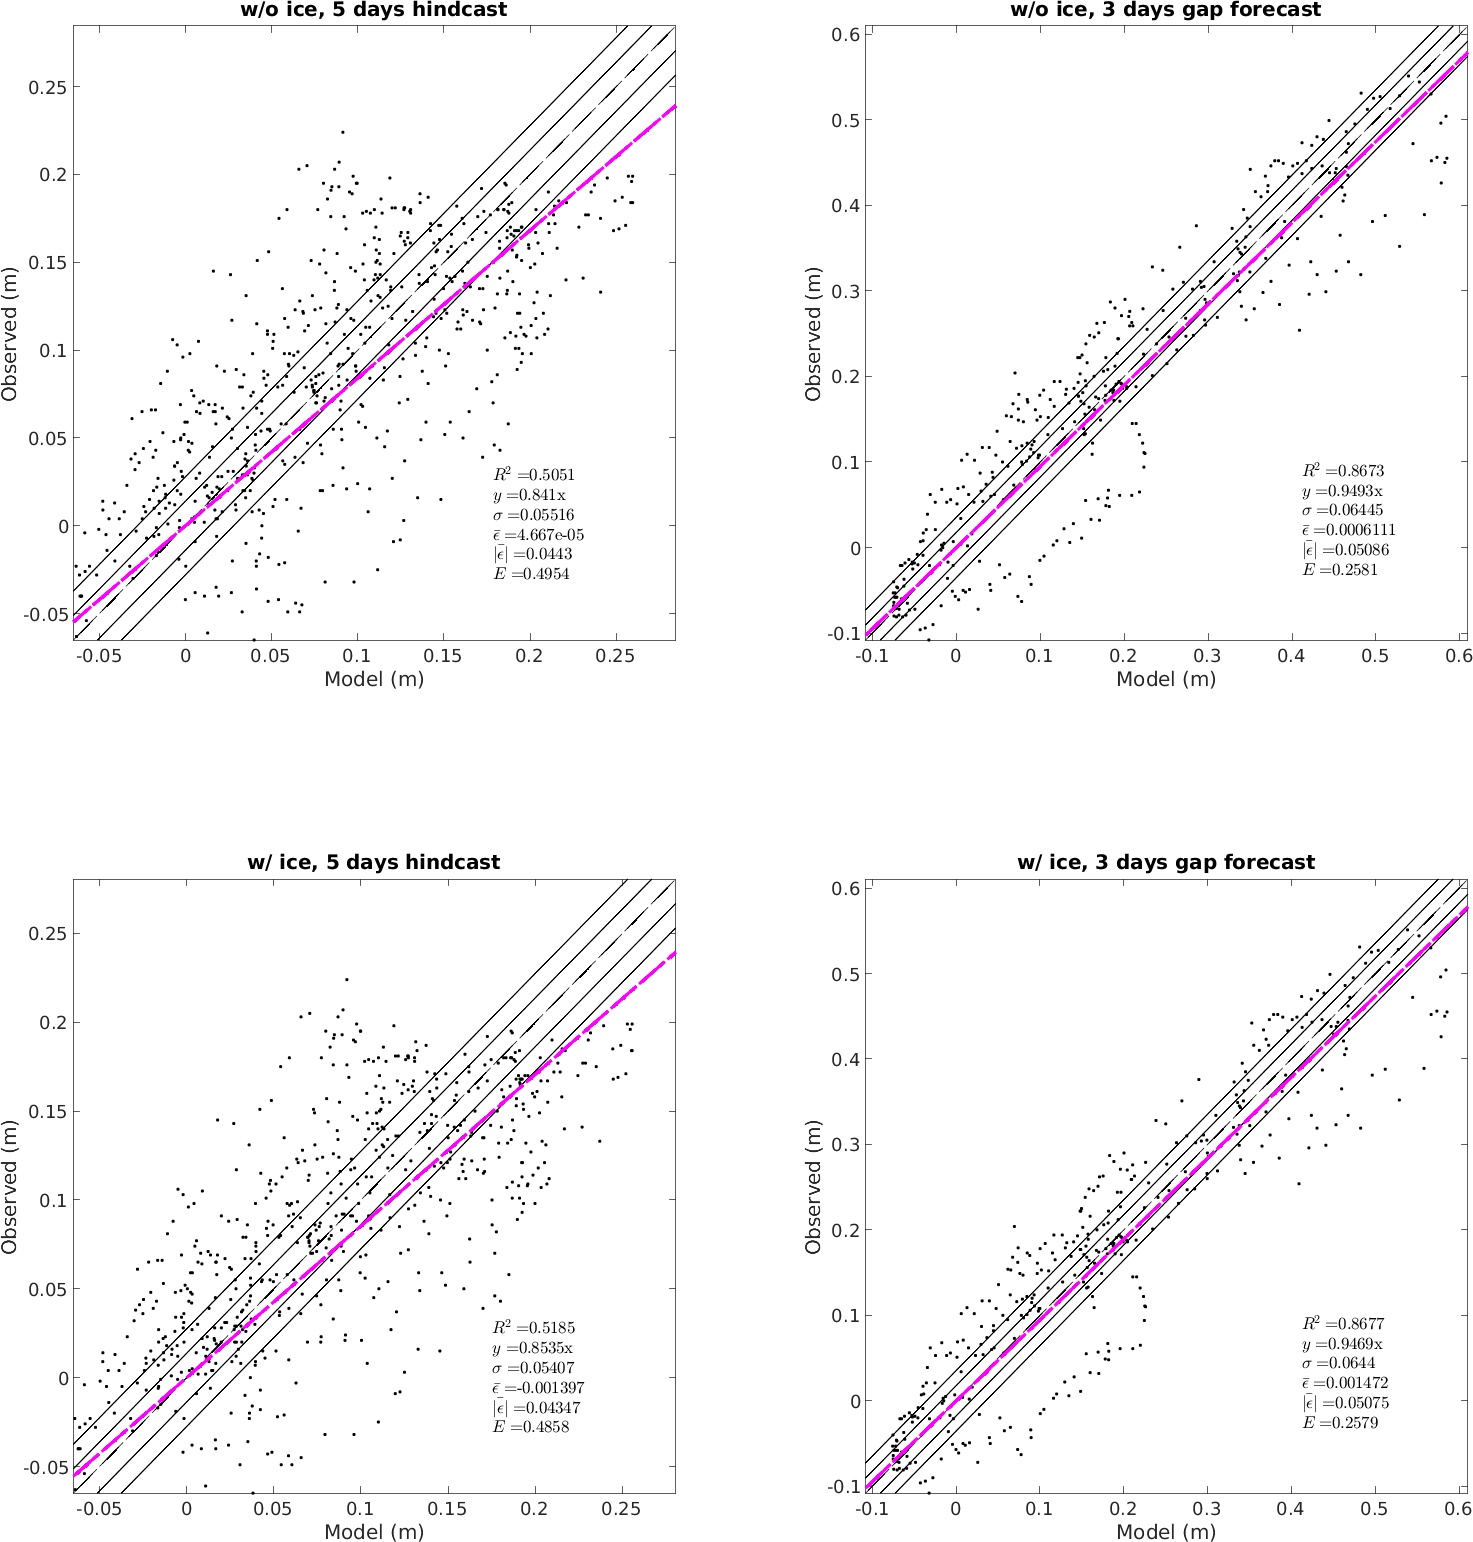 w/o ice, 5 days hindcast
0.25
0.2
0.15
0.1
0.05
0
-0.05
Observed (m)
R² =0.5051
y =0.841x
σ =0.05516
ε̄ =4.667e-05
|ε̄| =0.0443
E =0.4954
-0.05 0 0.05 0.1 0.15 0.2 0.25
Model (m)
w/o ice, 3 days gap forecast
0.6
0.5
0.4
0.3
0.2
0.1
0
-0.1
Observed (m)
R² =0.8673
y =0.9493x
σ =0.06445
ε̄ =0.0006111
|ε̄| =0.05086
E =0.2581
-0.1 0 0.1 0.2 0.3 0.4 0.5 0.6
Model (m)
w/ ice, 5 days hindcast
0.25
0.2
0.15
0.1
0.05
0
-0.05
Observed (m)
R² =0.5185
y =0.8535x
σ =0.05407
ε̄ =-0.001397
|ε̄| =0.04347
E =0.4858
-0.05 0 0.05 0.1 0.15 0.2 0.25
Model (m)
w/ ice, 3 days gap forecast
0.6
0.5
0.4
0.3
0.2
0.1
0
-0.1
Observed (m)
R² =0.8677
y =0.9469x
σ =0.0644
ε̄ =0.001472
|ε̄| =0.05075
E =0.2579
-0.1 0 0.1 0.2 0.3 0.4 0.5 0.6
Model (m)